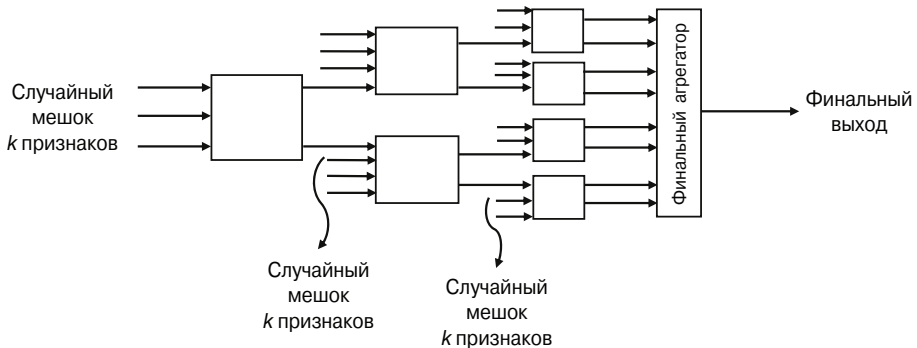 Случайный
мешок
k признаков
Случайный
мешок
k признаков
Случайный
мешок
k признаков
Финальный агрегатор
Финальный
выход